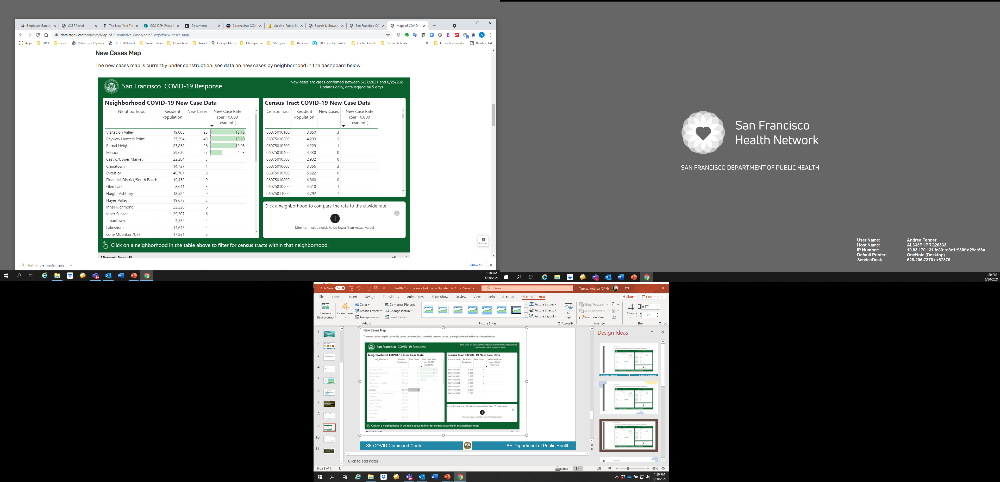 Employee Gatew
CCSF Portal
The New York Tim
CCC-DPH Phase
Documents
Coronavirus (COV
Vaccine_Public_D
Search & Browse
San Francisco CO
Maps of COVID-1
data.sfgov.org/stories/s/Map-of-Cumulative-Cases/adm5-wq8i#new-cases-map
Apps DPH Covid Reload via EZproxy UCSF Webmail Presentation Household Travel Google Maps Champagne Shopping Recipies QR Code Generator Global Health Research Tools » Other bookmarks Reading list
New Cases Map
The new cases map is currently under construction, see data on new cases by neighborhood in the dashboard below.
San Francisco COVID-19 Response
New cases are cases confirmed between 5/27/2021 and 6/25/2021
Updates daily, data lagged by 5 days
Neighborhood COVID-19 New Case Data
Neighborhood Resident Population New Cases New Case Rate (per 10,000 residents)
Visitacion Valley 19,005 25 13.15
Bayview Hunters Point 37,394 49 13.10
Bernal Heights 25,858 26 10.05
Mission 59,639 27 4.53
Castro/Upper Market 22,284 3
Chinatown 14,737 1
Excelsior 40,701 8
Financial District/South Beach 19,458 9
Glen Park 8,641 3
Haight Ashbury 18,524 9
Hayes Valley 19,678 5
Inner Richmond 22,220 6
Inner Sunset 29,307 6
Japantown 3,532 2
Lakeshore 14,643 4
Lone Mountain/USF 17,831 2
Census Tract COVID-19 New Case Data
Census Tract Resident Population New Cases New Case Rate (per 10,000 residents)
06075010100 3,850 3
06075010200 4,299 2
06075010300 4,229 1
06075010400 4,430 0
06075010500 2,932 0
06075010600 3,356 3
06075010700 5,522 0
06075010800 4,860 0
06075010900 4,510 1
06075011000 4,792 7
Click a neighborhood to compare the rate to the citwide rate
Minimum value needs to be lower than Actual value!
Click on a neighborhood in the table above to filter for census tracts within that neighborhood.
Present
Microsoft Power BI
fork_in_the_road2-....jpg
Show all
1:20 PM
6/30/2021
San Francisco
Health Network
SAN FRANCISCO DEPARTMENT OF PUBLIC HEALTH
User Name: Andrea Tenner
Host Name: AL333PHPRQ28333
IP Number: 10.83.170.131 fe80::c8e1:938f:d29e:56a
Default Printer: OneNote (Desktop)
ServiceDesk: 628-206-7378 / x67378
1:20 PM
6/30/2021
AutoSave On Health Commision - Task Force Update July 2... - Saved Search Tenner, Andrea (DPH)
File Home Insert Design Transitions Animations Slide Show Review View Help Acrobat Picture Format Share Comments
Remove Background
Corrections
Color
Artistic Effects
Transparency
Compress Pictures
Change Picture
Reset Picture
Adjust
Picture Styles
Picture Border
Picture Effects
Picture Layout
Alt Text
Accessib...
Bring Forward
Send Backward
Selection Pane
Arrange
Crop
6.67"
10.33"
Size
1
2
3
4
5
6
7
8
9
10
11
New Cases Map
The new cases map is currently under construction, see data on new cases by neighborhood in the dashboard below.
San Francisco COVID-19 Response
New cases are cases confirmed between 5/27/2021 and 6/25/2021
Updates daily, data lagged by 5 days
Neighborhood COVID-19 New Case Data
Neighborhood Resident Population New Cases New Case Rate (per 10,000 residents)
Excelsior 40,701 8
Census Tract COVID-19 New Case Data
Census Tract Resident Population New Cases New Case Rate (per 10,000 residents)
06075025600 5,403 0
06075026001 6,018 1
06075026002 3,527 0
06075026003 5,011 2
06075026004 5,011 2
06075026301 5,246 1
06075026302 5,269 1
06075026303 5,216 1
Excelsior rate not calculated because less than 20 new cases
Minimum value needs to be lower than Actual value!
Click on a neighborhood in the table above to filter for census tracts within that neighborhood.
SF COVID Command Center
SF Department of Public Health
Design Ideas
Click to add notes
Slide 9 of 11
Notes
65%
1:20 PM
6/30/2021